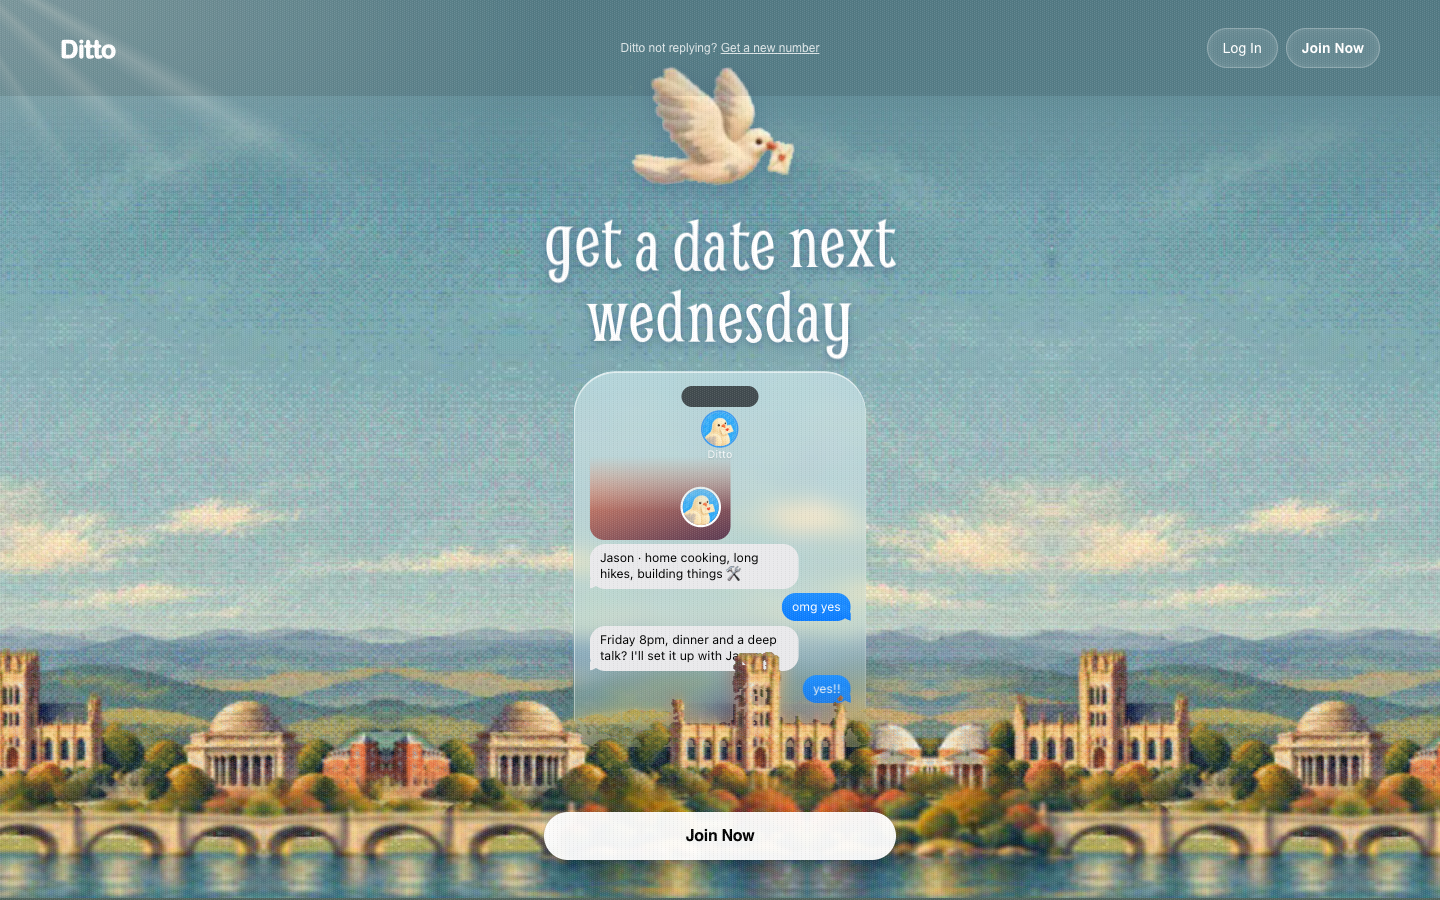 Ditto
Ditto not replying? Get a new number
Log In
Join Now
get a date next
wednesday
Ditto
Jason · home cooking, long
hikes, building things 🛠️
omg yes
Friday 8pm, dinner and a deep
talk? I'll set it up with
yes!!
Join Now